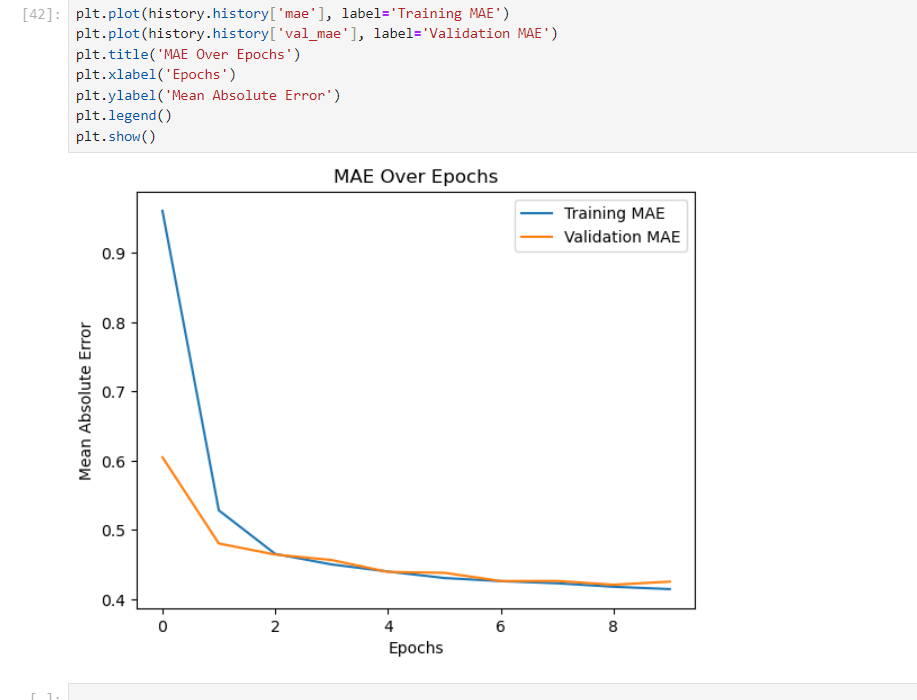 [42]:
plt.plot(history.history['mae'], label='Training MAE')
plt.plot(history.history['val_mae'], label='Validation MAE')
plt.title('MAE Over Epochs')
plt.xlabel('Epochs')
plt.ylabel('Mean Absolute Error')
plt.legend()
plt.show()
MAE Over Epochs
Training MAE
Validation MAE
Mean Absolute Error
0.9
0.8
0.7
0.6
0.5
0.4
0 2 4 6 8
Epochs
[ ]: